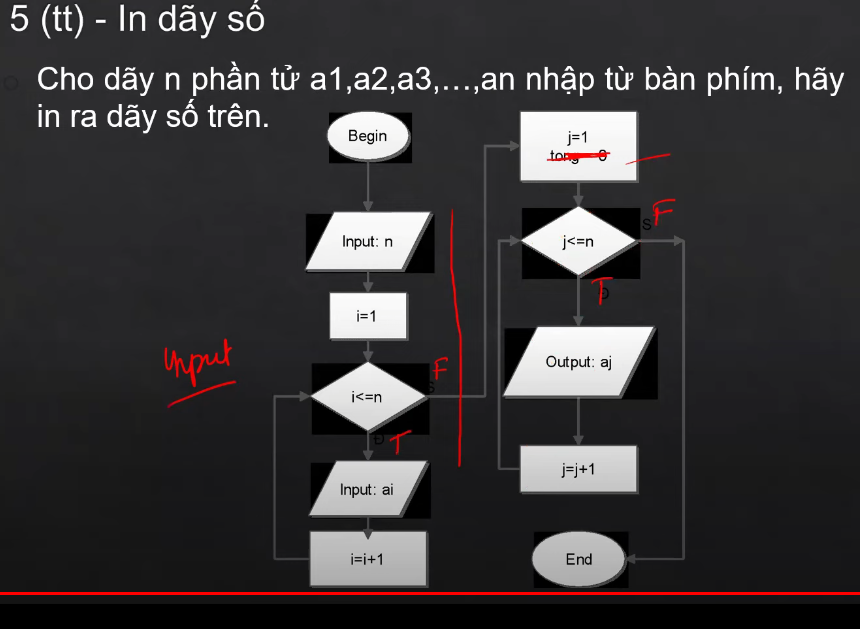 5 (tt) - In dãy số
Cho dãy n phần tử a1,a2,a3,…,an nhập từ bàn phím, hãy
in ra dãy số trên.
Begin
Input: n
i=1
i<=n
F
S
Đ
T
Input: ai
i=i+1
Input
j=1
j<=n
S
F
T
Đ
Output: aj
j=j+1
End